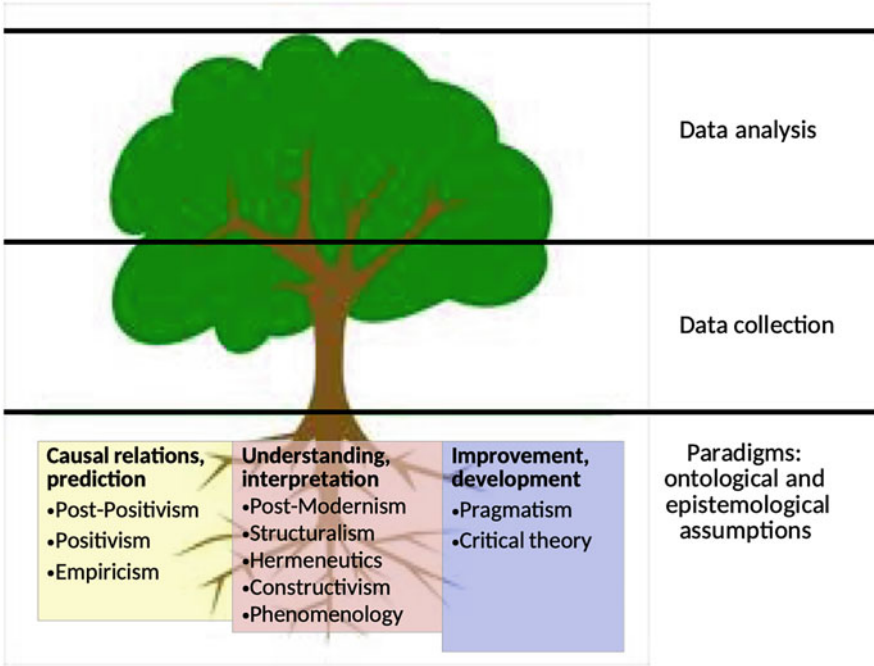 Data analysis
Data collection
Causal relations,
prediction
•Post-Positivism
•Positivism
•Empiricism
Understanding,
interpretation
•Post-Modernism
•Structuralism
•Hermeneutics
•Constructivism
•Phenomenology
Improvement,
development
•Pragmatism
•Critical theory
Paradigms:
ontological and
epistemological
assumptions